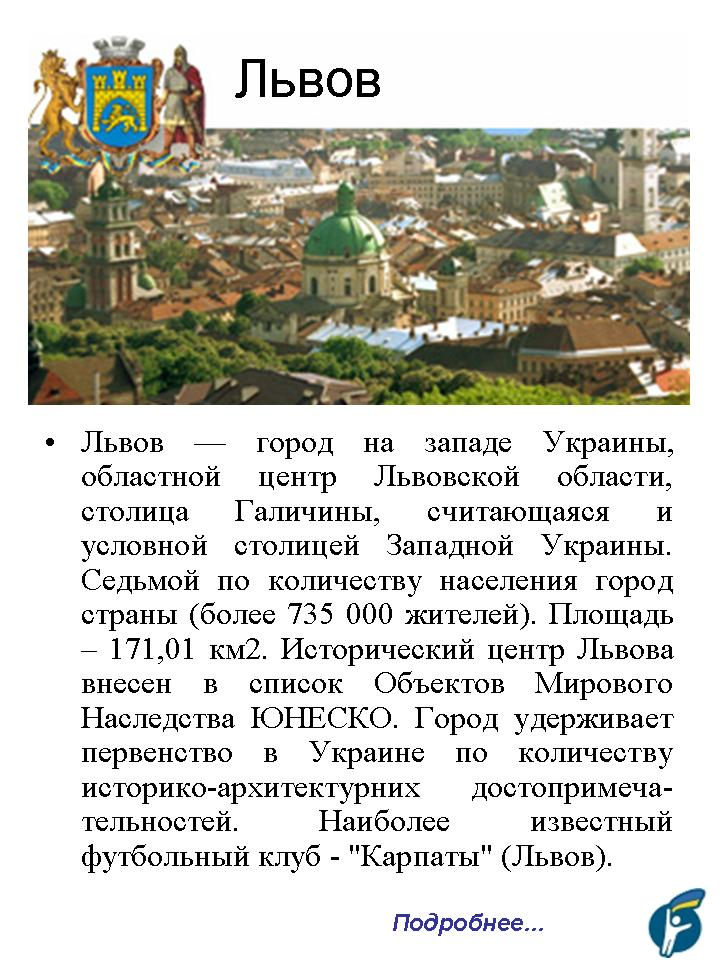 Львов
• Львов — город на западе Украины,
областной центр Львовской области,
столица Галичины, считающаяся и
условной столицей Западной Украины.
Седьмой по количеству населения город
страны (более 735 000 жителей). Площадь
– 171,01 км2. Исторический центр Львова
внесен в список Объектов Мирового
Наследства ЮНЕСКО. Город удерживает
первенство в Украине по количеству
историко-архитектурних достопримеча-
тельностей. Наиболее известный
футбольный клуб - "Карпаты" (Львов).
Подробнее...